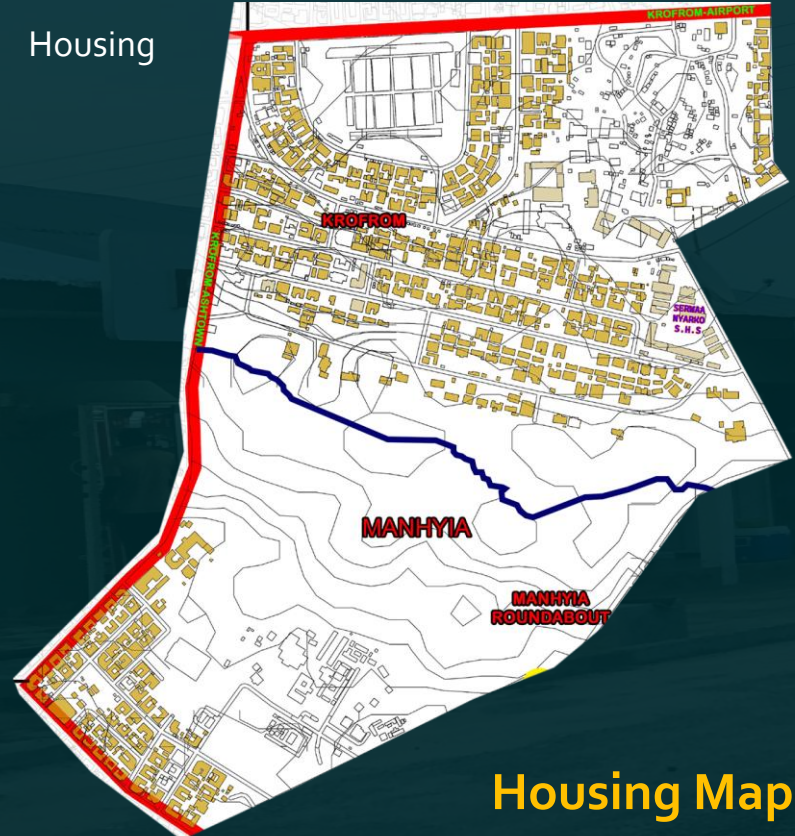 KROFROM-AIRPORT
Housing
KROFROM
KROFROM-ASHTOWN
SERWAA
NYARKO
S.H.S.
MANHYIA
MANHYIA
ROUNDABOUT
Housing Map